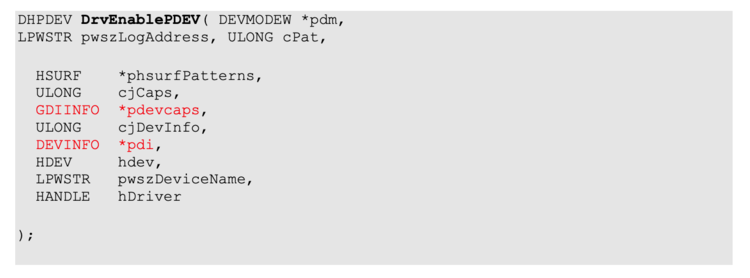 DHPDEV DrvEnablePDEV( DEVMODEW *pdm,
LPWSTR pwszLogAddress, ULONG cPat,
HSURF *phsurfPatterns,
ULONG cjCaps,
GDIINFO *pdevcaps,
ULONG cjDevInfo,
DEVINFO *pdi,
HDEV hdev,
LPWSTR pwszDeviceName,
HANDLE hDriver
);